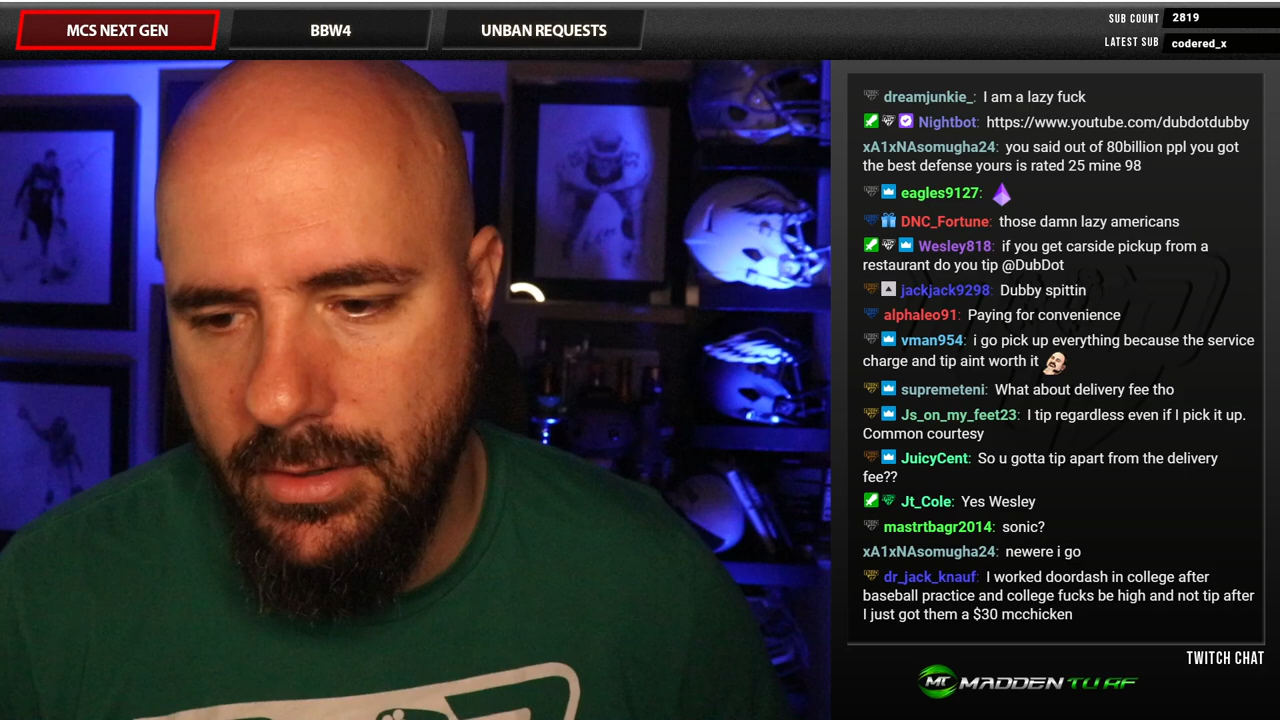 MCS NEXT GEN
BBW4
UNBAN REQUESTS
SUB COUNT 2819
LATEST SUB codered_x
dreamjunkie_: I am a lazy fuck
Nightbot: https://www.youtube.com/dubdotdubby
xA1xNAsomugha24: you said out of 80billion ppl you got
the best defense yours is rated 25 mine 98
eagles9127:
DNC_Fortune: those damn lazy americans
Wesley818: if you get carside pickup from a
restaurant do you tip @DubDot
jackjack9298: Dubby spittin
alphaleo91: Paying for convenience
vman954: i go pick up everything because the service
charge and tip aint worth it
supremeteni: What about delivery fee tho
Js_on_my_feet23: I tip regardless even if I pick it up.
Common courtesy
JuicyCent: So u gotta tip apart from the delivery
fee??
Jt_Cole: Yes Wesley
mastrtbagr2014: sonic?
xA1xNAsomugha24: newere i go
dr_jack_knauf: I worked doordash in college after
baseball practice and college fucks be high and not tip after
I just got them a $30 mcchicken
TWITCH CHAT
MT MADDEN TURF